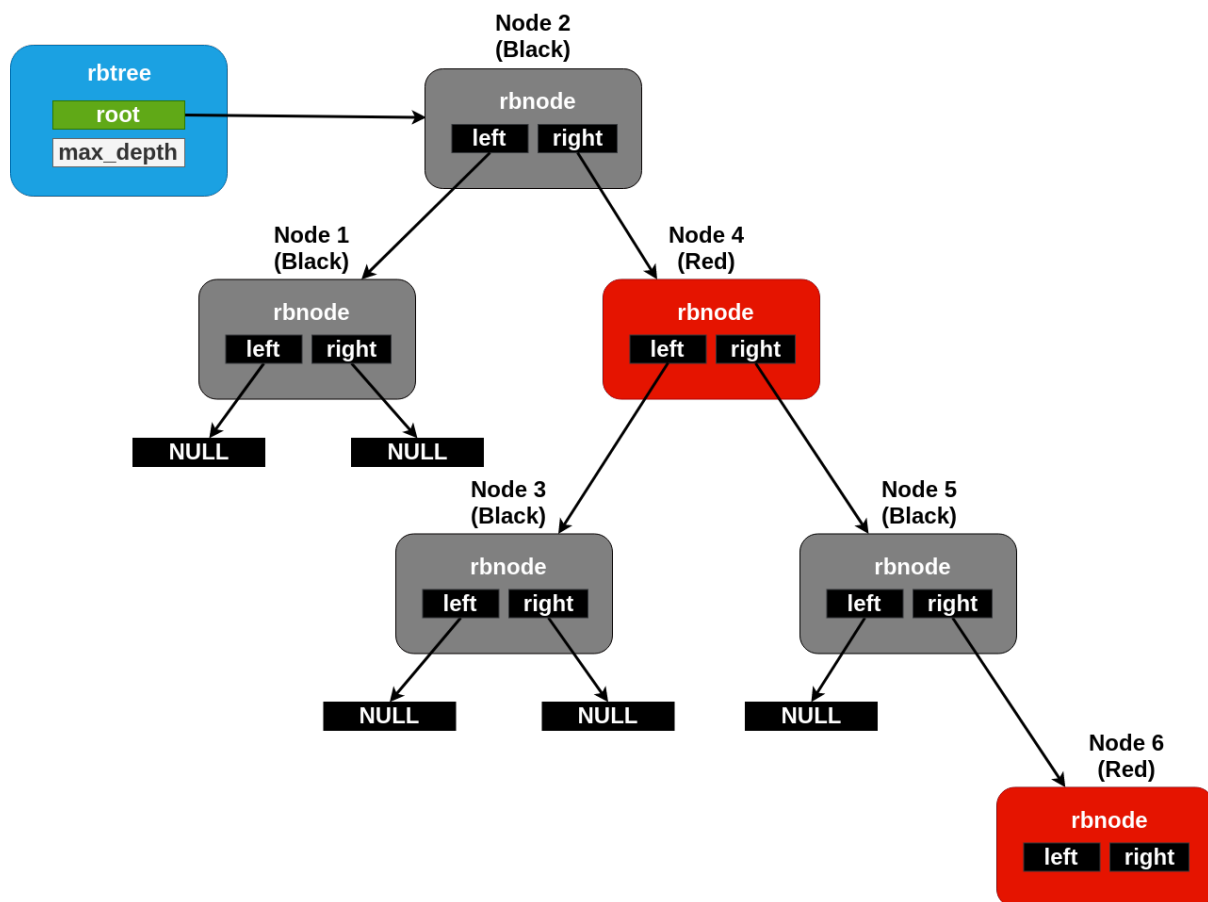 Node 2
(Black)
rbtree
root
max_depth
rbnode
left right
Node 1
(Black)
rbnode
left right
Node 4
(Red)
rbnode
left right
NULL NULL
Node 3
(Black)
rbnode
left right
Node 5
(Black)
rbnode
left right
NULL NULL NULL
Node 6
(Red)
rbnode
left right